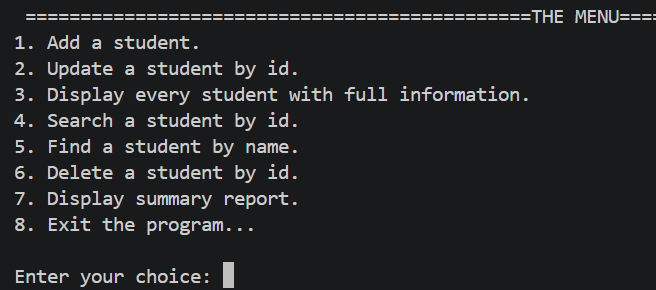 ==============================================THE MENU====
1. Add a student.
2. Update a student by id.
3. Display every student with full information.
4. Search a student by id.
5. Find a student by name.
6. Delete a student by id.
7. Display summary report.
8. Exit the program...
Enter your choice: